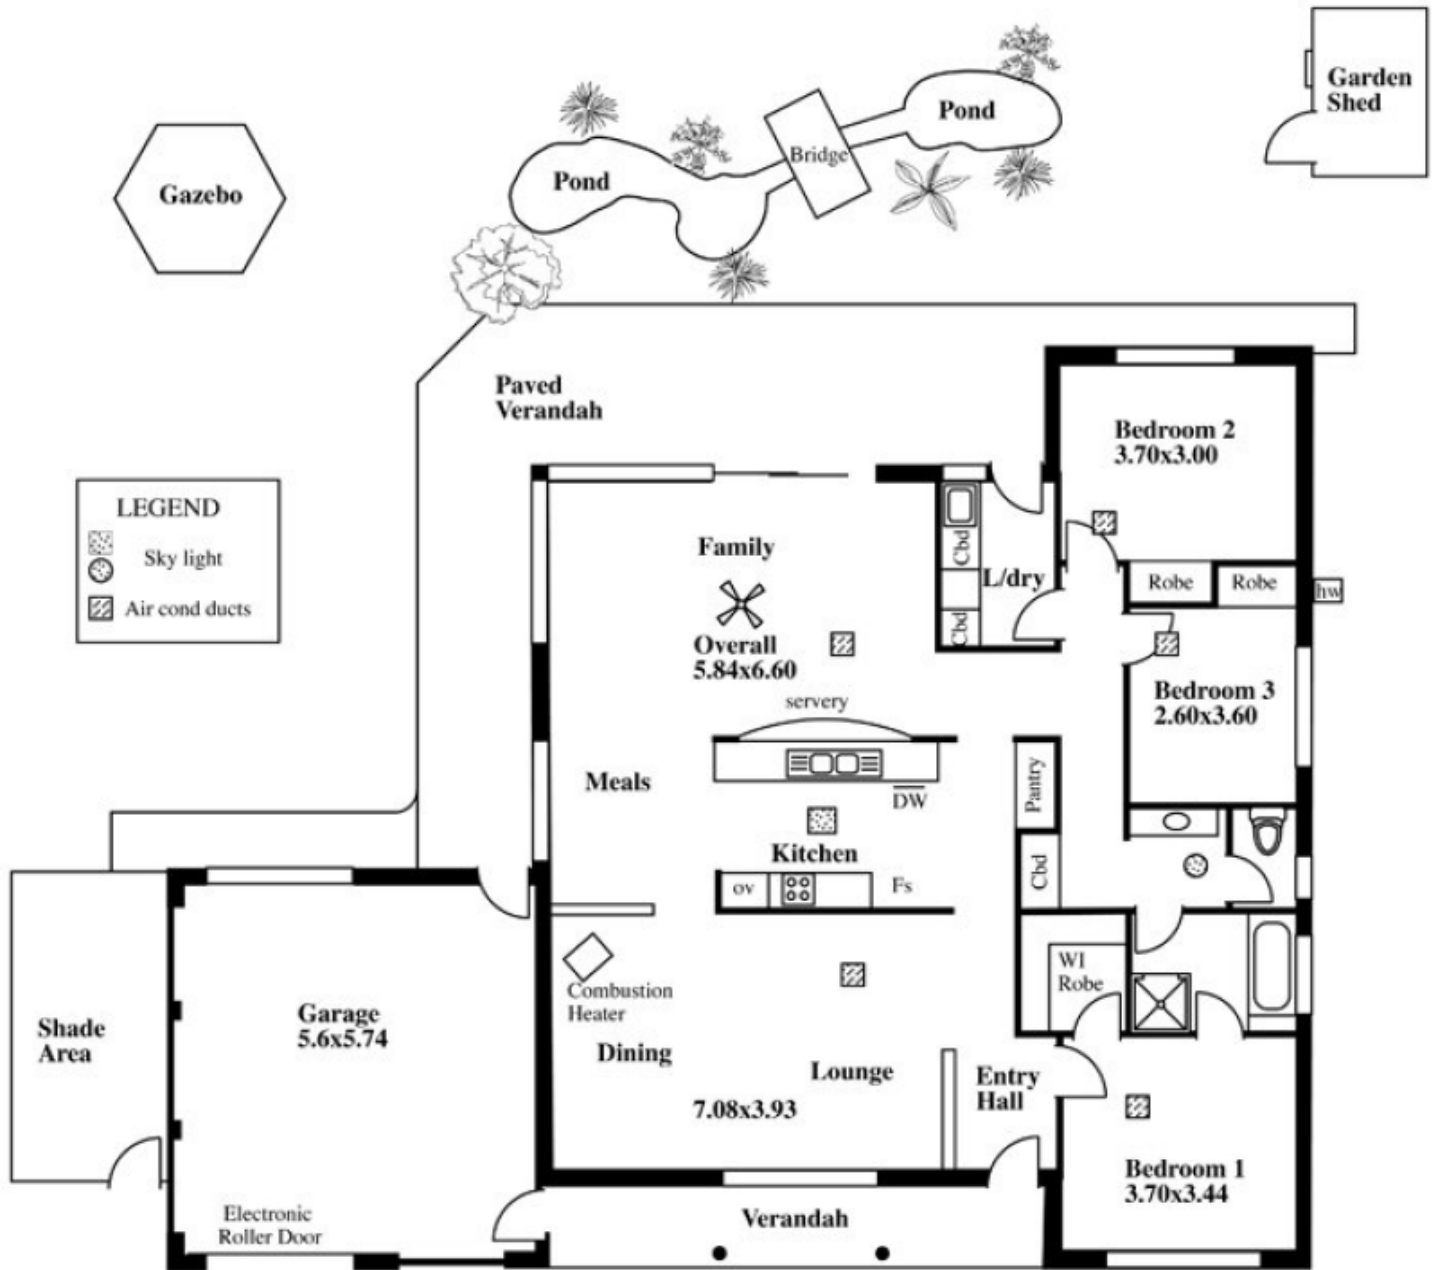 Garden
Shed
Pond
Bridge
Pond
Gazebo
Paved
Verandah
Bedroom 2
3.70x3.00
LEGEND
Sky light
Air cond ducts
Family
Cbd
L/dry
Cbd
Robe
Robe
hw
Overall
5.84x6.60
servery
Bedroom 3
2.60x3.60
Meals
DW
Pantry
Kitchen
ov
Fs
Cbd
WI
Robe
Combustion
Heater
Garage
5.6x5.74
Shade
Area
Dining
Lounge
Entry
Hall
7.08x3.93
Bedroom 1
3.70x3.44
Electronic
Roller Door
Verandah